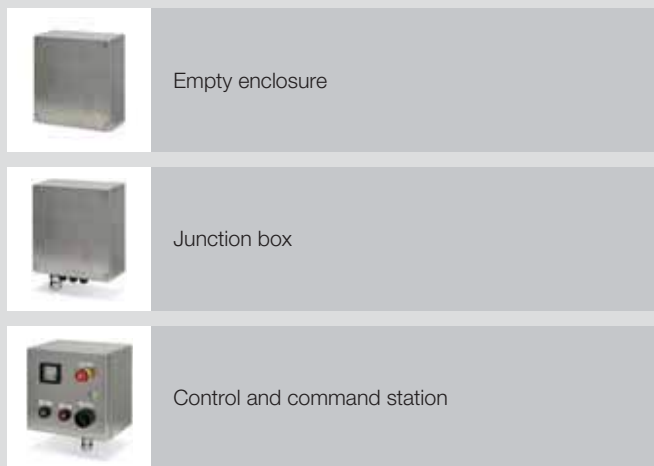 Empty enclosure
Junction box
Control and command station